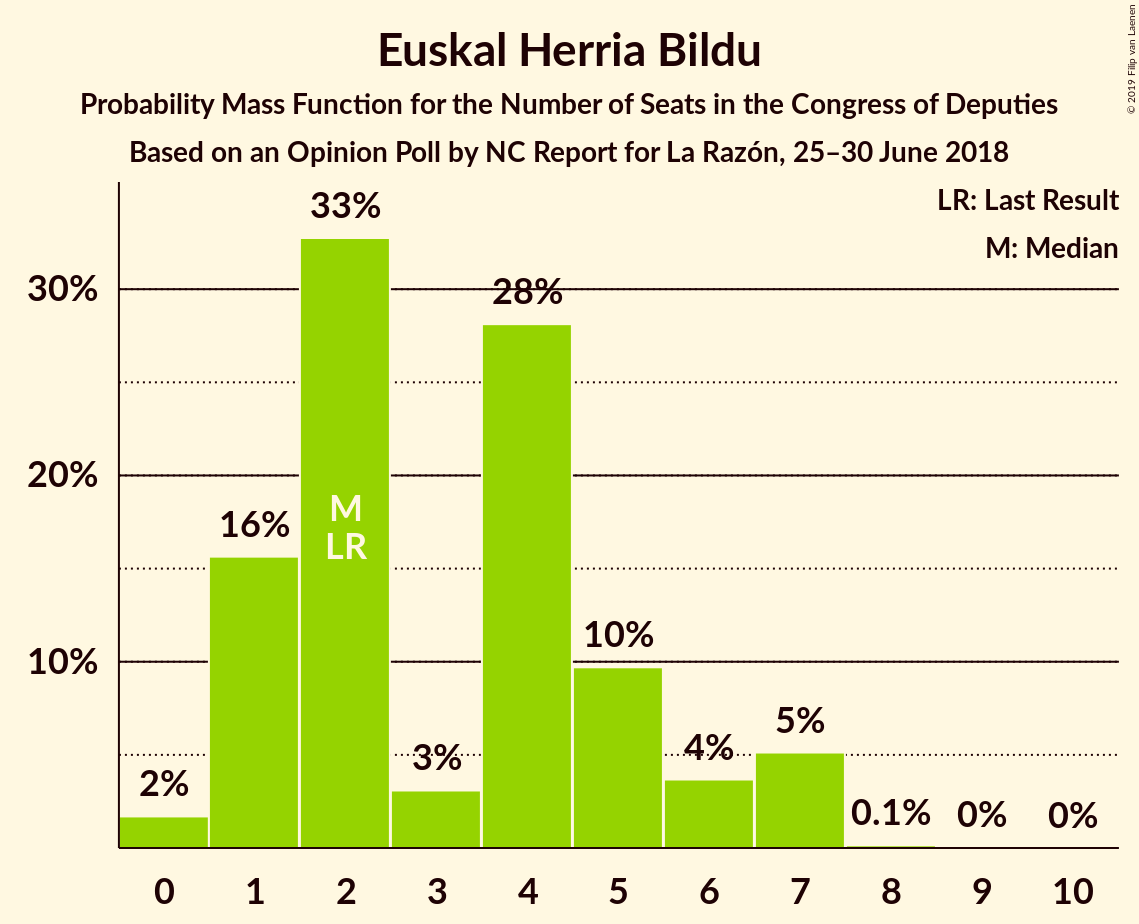 Euskal Herria Bildu
Probability Mass Function for the Number of Seats in the Congress of Deputies
Based on an Opinion Poll by NC Report for La Razón, 25–30 June 2018
© 2019 Filip van Laenen
LR: Last Result
M: Median
33%
30%
28%
20%
M
LR
16%
10%
10%
5%
4%
3%
2%
0.1%
0%
0%
0 1 2 3 4 5 6 7 8 9 10